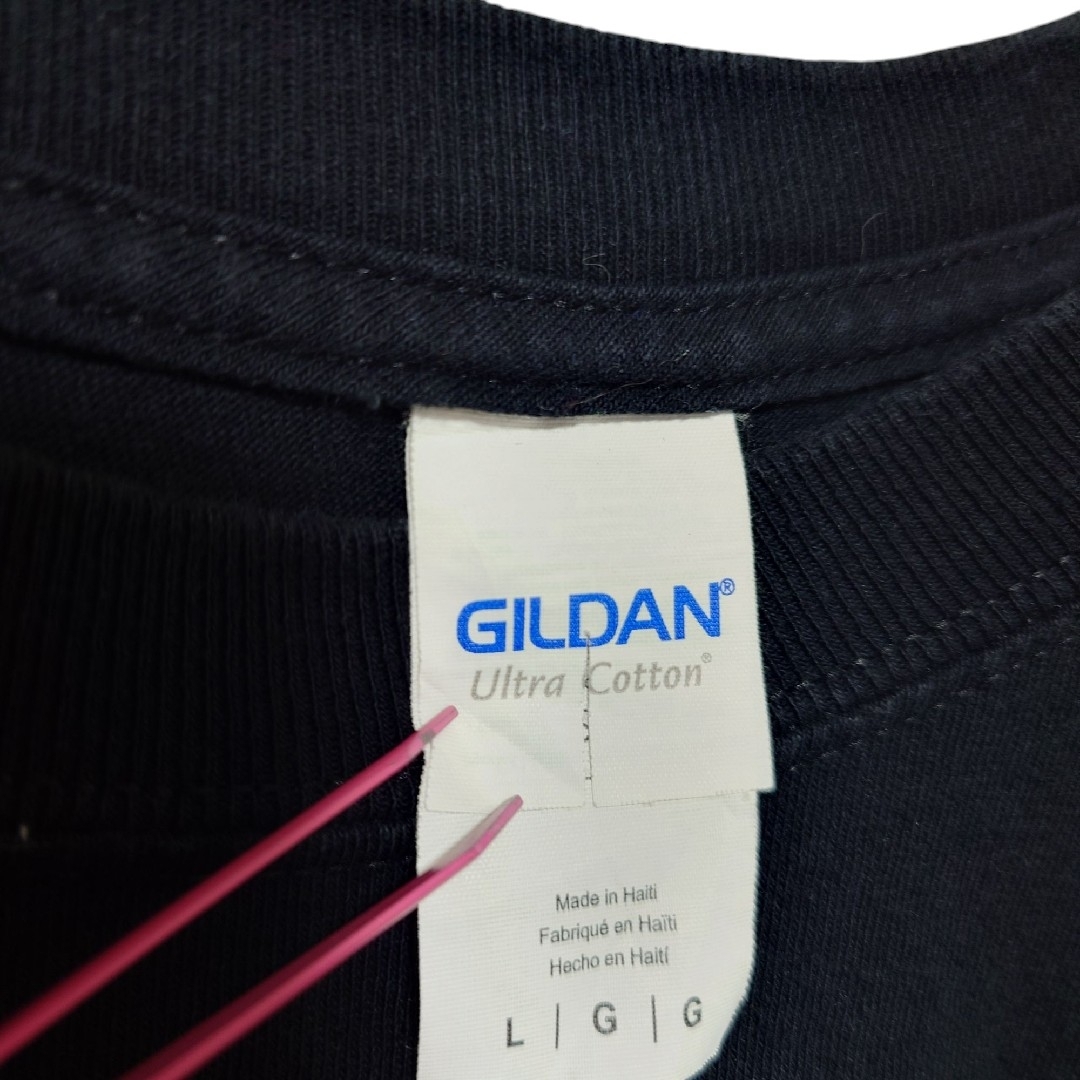 GILDAN®
Ultra Cotton®
Made in Haiti
Fabriqué en Haïti
Hecho en Haití
L | G | G